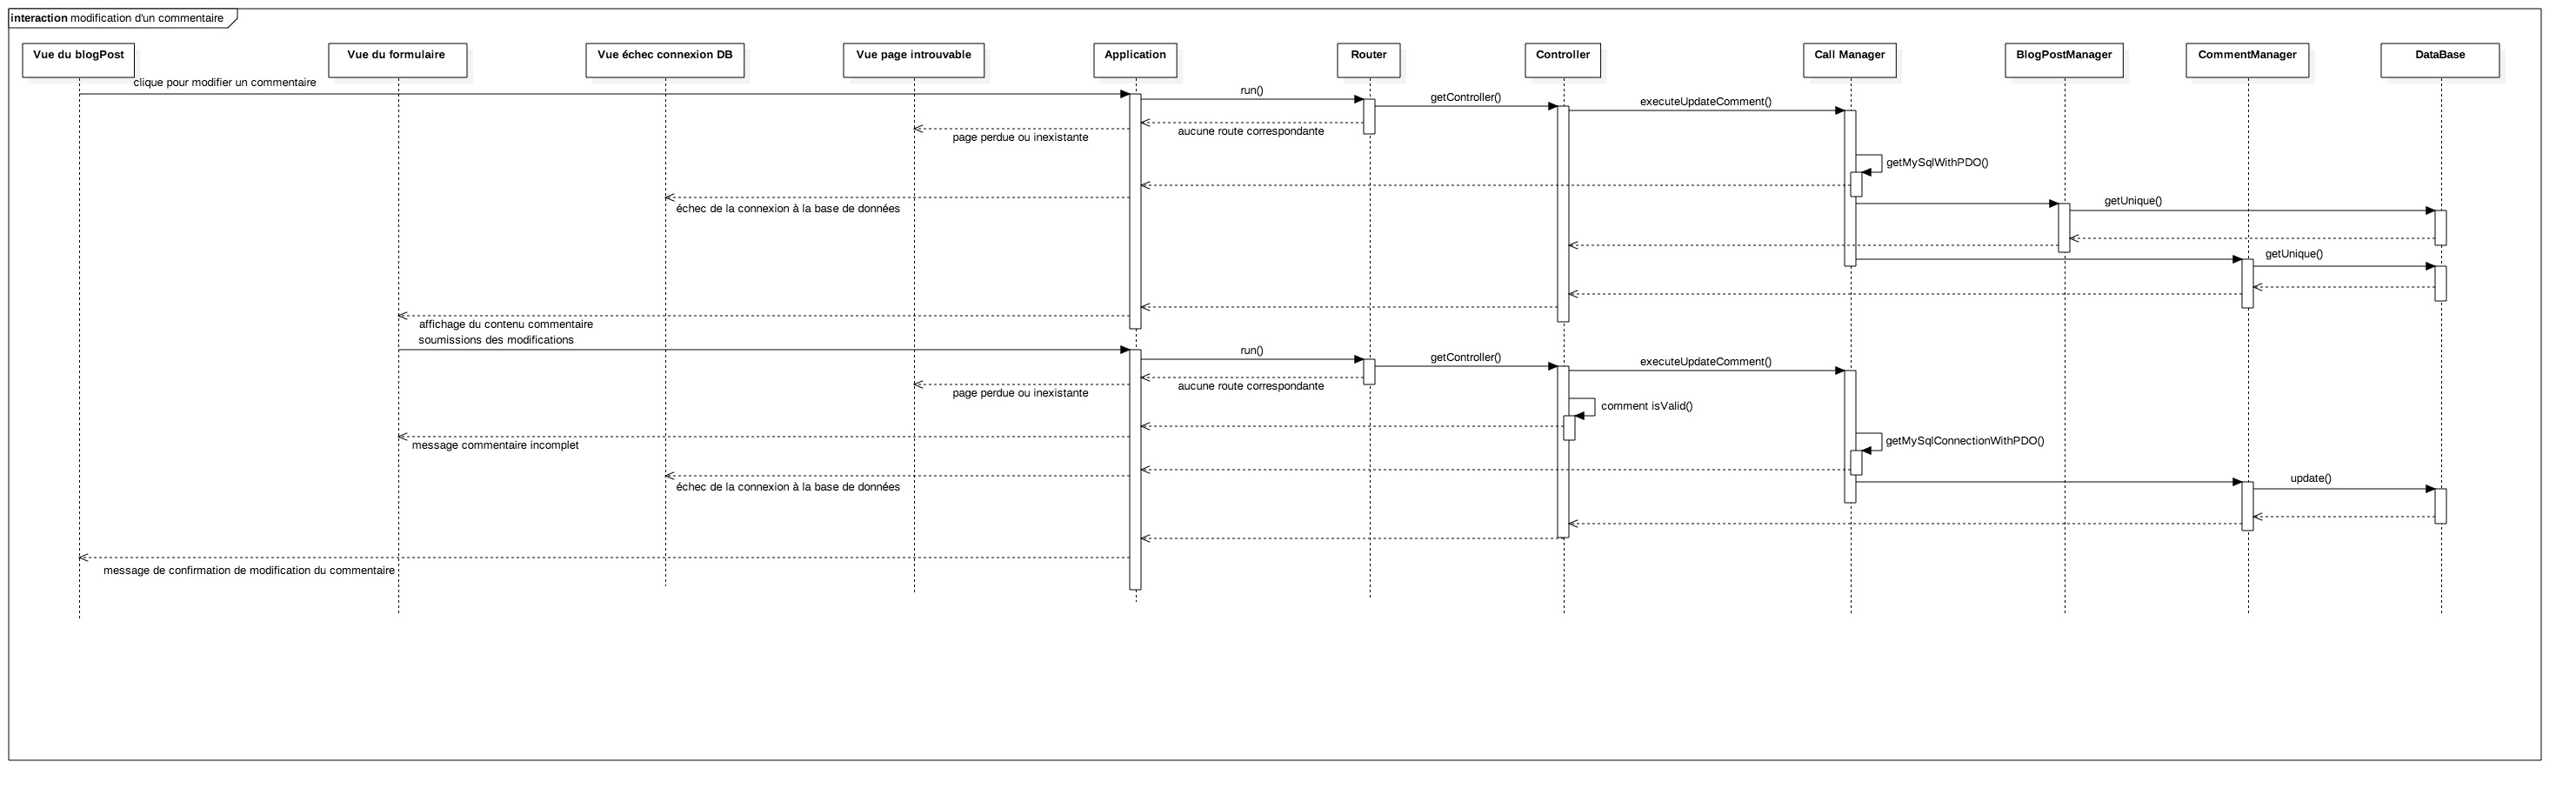 interaction modification d'un commentaire
Vue du blogPost
Vue du formulaire
Vue échec connexion DB
Vue page introuvable
Application
Router
Controller
Call Manager
BlogPostManager
CommentManager
DataBase
clique pour modifier un commentaire
run()
getController()
executeUpdateComment()
aucune route correspondante
page perdue ou inexistante
getMySqlWithPDO()
getUnique()
échec de la connexion à la base de données
getUnique()
affichage du contenu commentaire
soumissions des modifications
run()
getController()
executeUpdateComment()
aucune route correspondante
page perdue ou inexistante
comment isValid()
message commentaire incomplet
getMySqlConnectionWithPDO()
update()
échec de la connexion à la base de données
message de confirmation de modification du commentaire